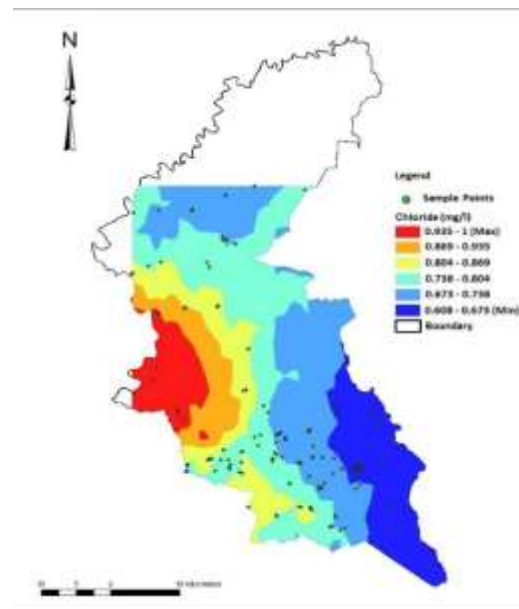 N
Legend
Sample Points
Chloride (mg/l)
0.935 - 1 (Max)
0.869 - 0.935
0.804 - 0.869
0.738 - 0.804
0.673 - 0.738
0.608 - 0.673 (Min)
Boundary